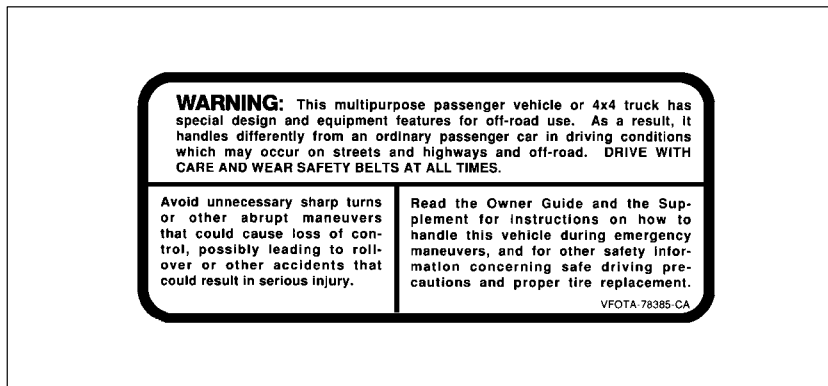 WARNING: This multipurpose passenger vehicle or 4x4 truck has
special design and equipment features for off-road use. As a result, it
handles differently from an ordinary passenger car in driving conditions
which may occur on streets and highways and off-road. DRIVE WITH
CARE AND WEAR SAFETY BELTS AT ALL TIMES.
Avoid unnecessary sharp turns
or other abrupt maneuvers
that could cause loss of con-
trol, possibly leading to roll-
over or other accidents that
could result in serious injury.
Read the Owner Guide and the Sup-
plement for instructions on how to
handle this vehicle during emergency
maneuvers, and for other safety infor-
mation concerning safe driving pre-
cautions and proper tire replacement.
VFOTA-78385-CA